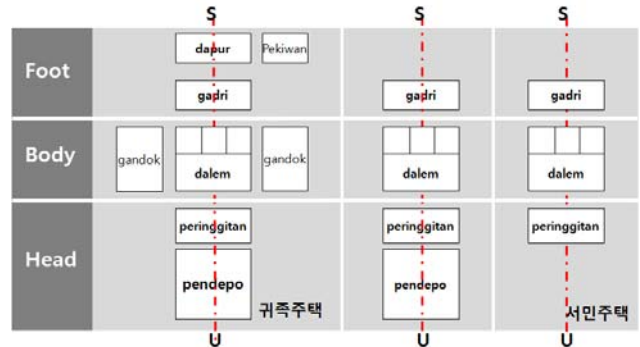 S S S
Foot
dapur Pekiwan
gadri gadri gadri
Body
gandok dalem gandok dalem dalem
Head
peringgitan peringgitan peringgitan
pendepo pendepo
귀족주택 서민주택
U U U